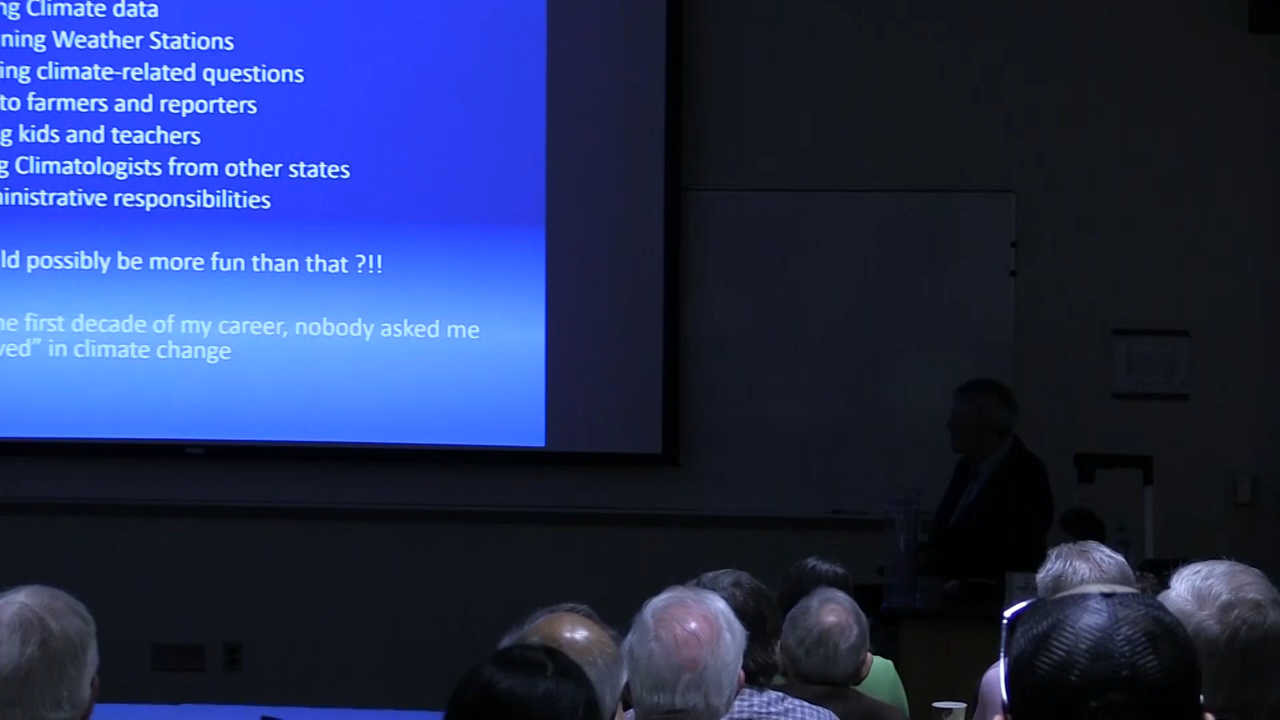 ng Climate data
ning Weather Stations
ing climate-related questions
to farmers and reporters
g kids and teachers
g Climatologists from other states
inistrative responsibilities
ld possibly be more fun than that ?!!
he first decade of my career, nobody asked me
ved” in climate change